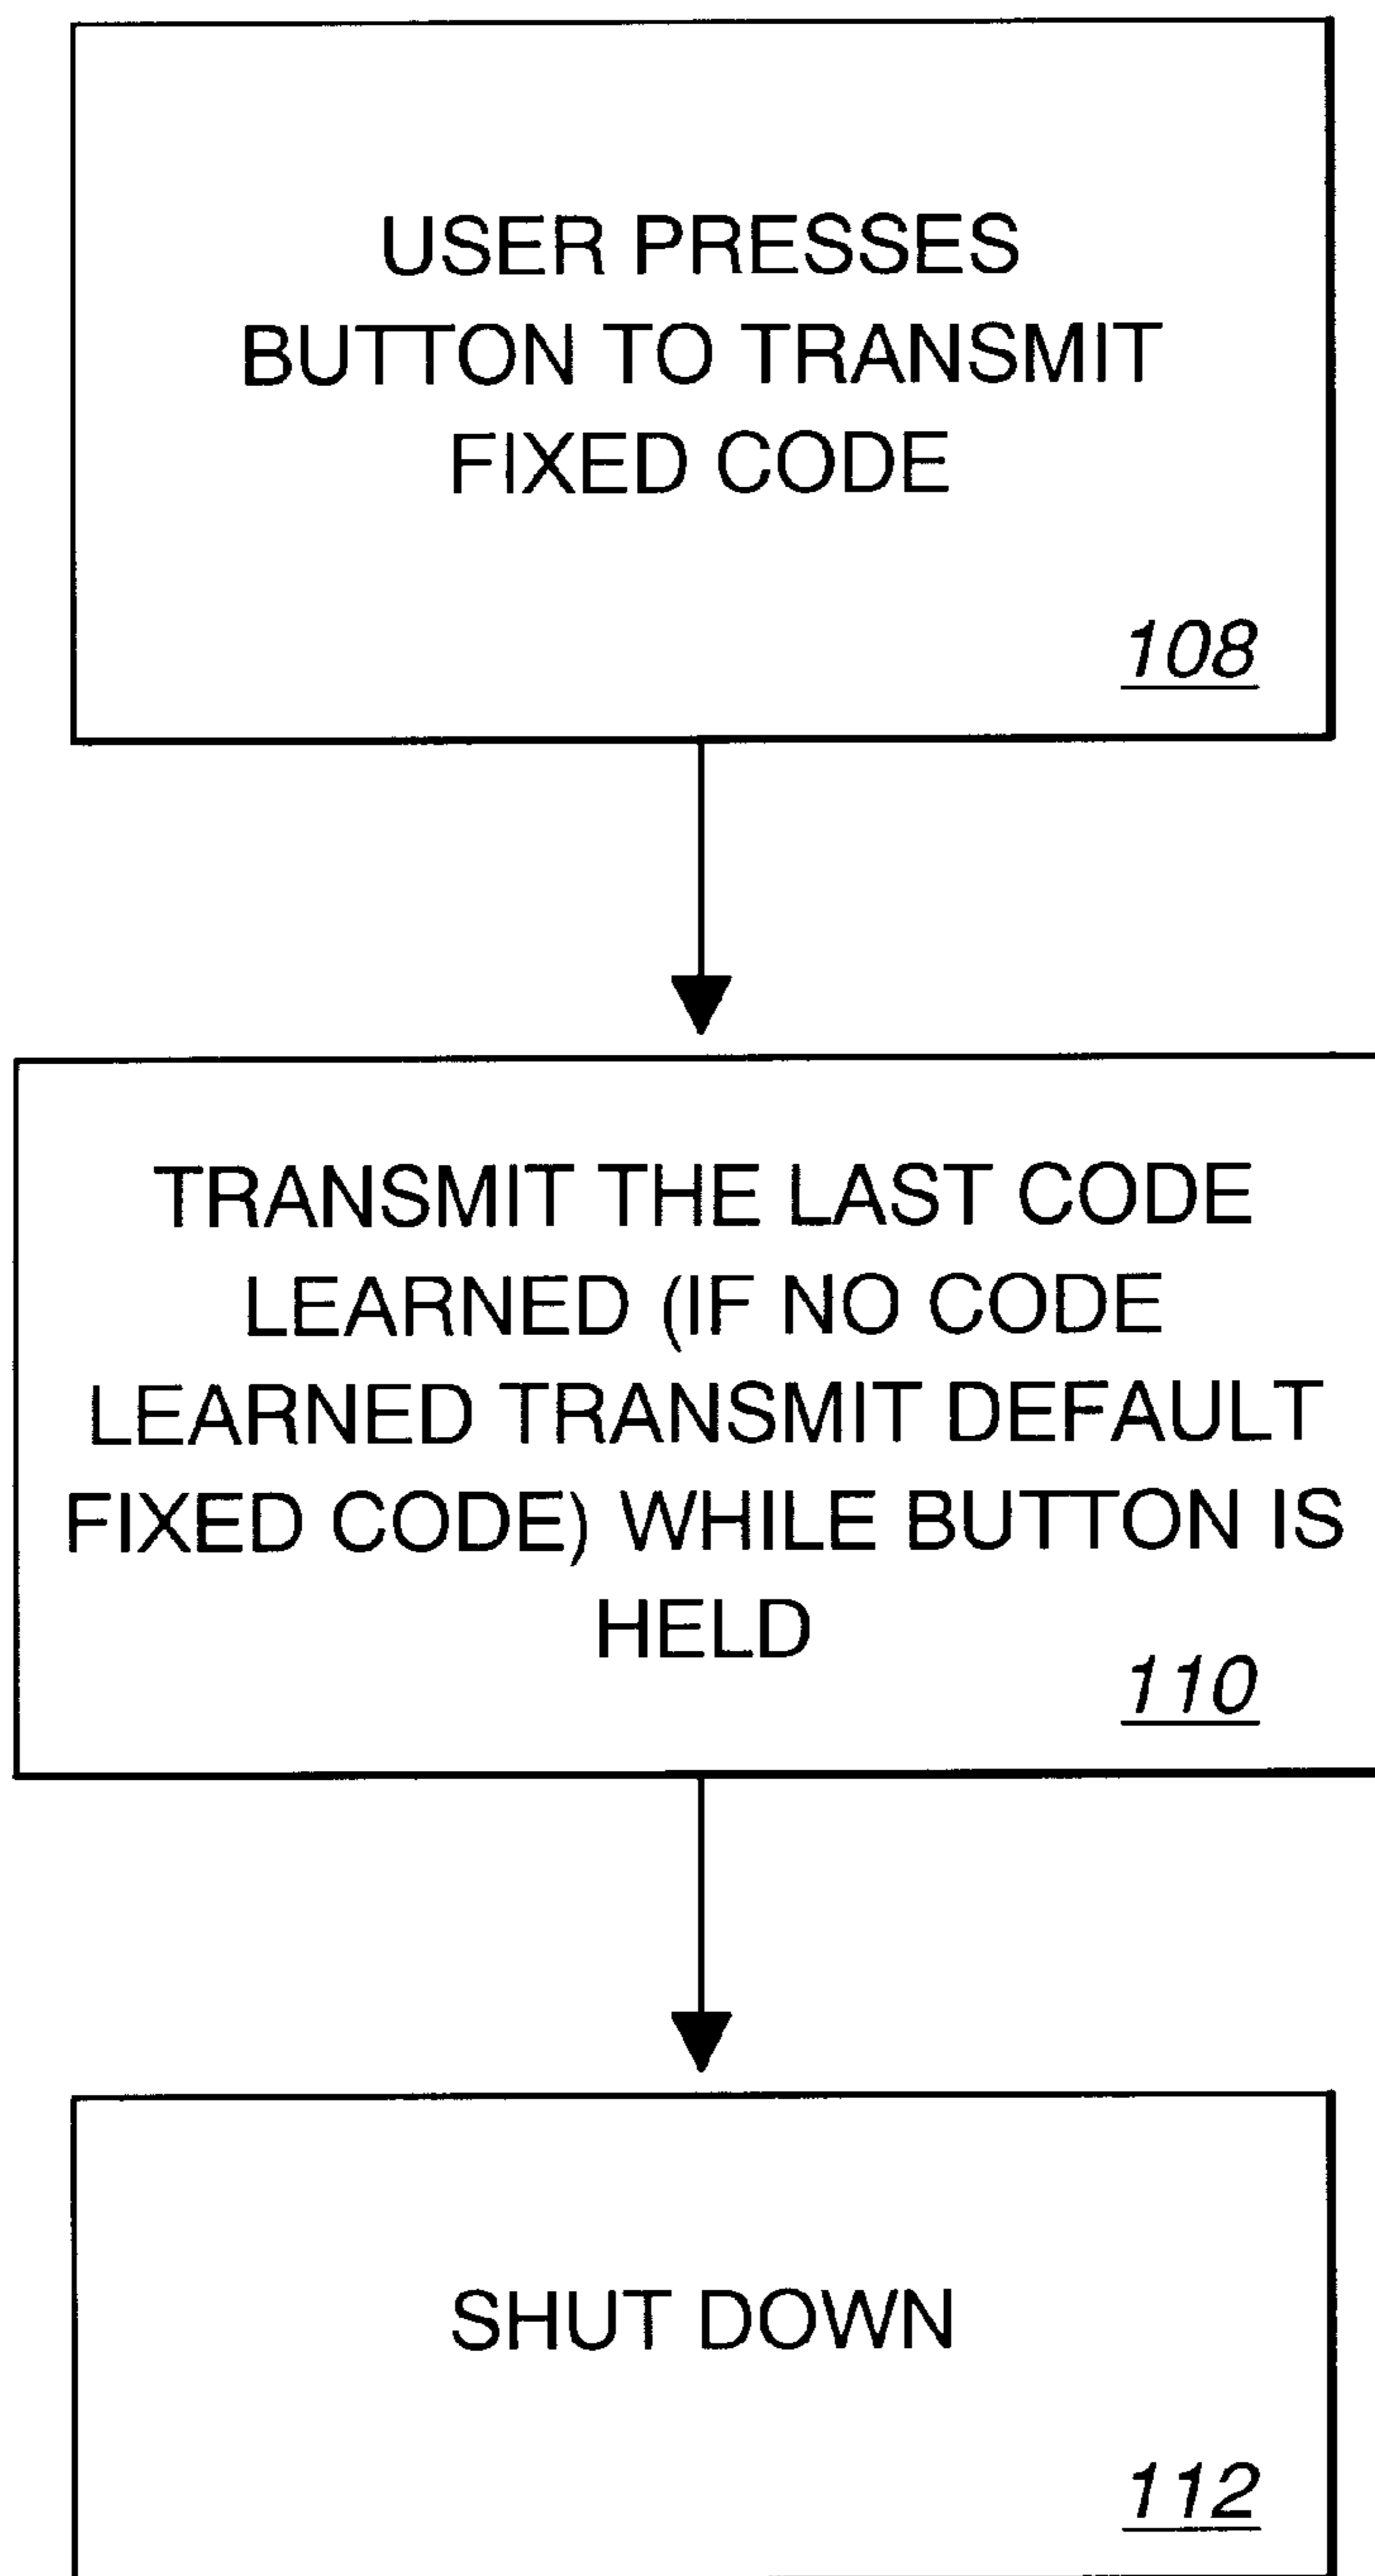 USER PRESSES
BUTTON TO TRANSMIT
FIXED CODE
108
TRANSMIT THE LAST CODE
LEARNED (IF NO CODE
LEARNED TRANSMIT DEFAULT
FIXED CODE) WHILE BUTTON IS
HELD
110
SHUT DOWN
112